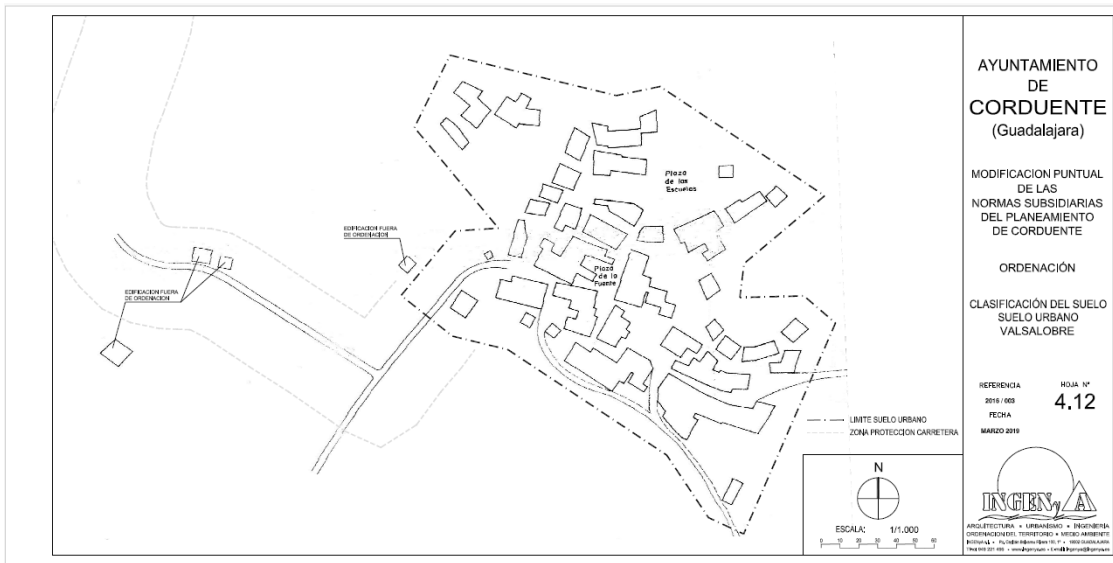 Plaza
de las
Escuelas
EDIFICACION FUERA
DE ORDENACION
Plaza
de la
Fuente
EDIFICACION FUERA
DE ORDENACION
LIMITE SUELO URBANO
ZONA PROTECCION CARRETERA
N
ESCALA: 1/1.000
0 10 20 30 40 50 60
AYUNTAMIENTO
DE
CORDUENTE
(Guadalajara)
MODIFICACION PUNTUAL
DE LAS
NORMAS SUBSIDIARIAS
DEL PLANEAMIENTO
DE CORDUENTE
ORDENACIÓN
CLASIFICACIÓN DEL SUELO
SUELO URBANO
VALSALOBRE
REFERENCIA
2016 / 003
FECHA
MARZO 2019
HOJA Nº
4.12
INGENyA
ARQUITECTURA • URBANISMO • INGENIERÍA
ORDENACION DEL TERRITORIO • MEDIO AMBIENTE